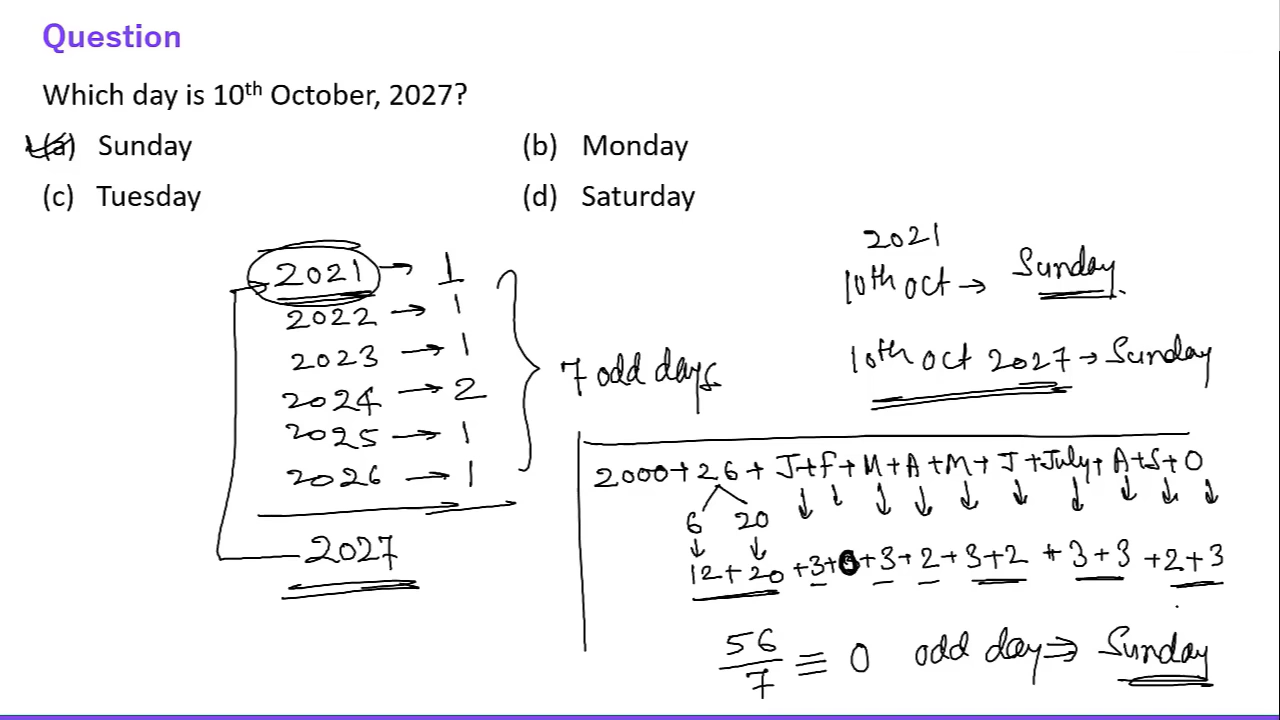 Question
Which day is 10th October, 2027?
(a) Sunday
(b) Monday
(c) Tuesday
(d) Saturday
2021 → 1
2022 → 1
2023 → 1
2024 → 2
2025 → 1
2026 → 1
2027
7 odd days
2021
10th oct → Sunday
10th oct 2027 → Sunday
2000 + 26 + J + F + M + A + M + J + July + A + S + O
6 20
12 + 20 + 3 + 0 + 3 + 2 + 3 + 2 + 3 + 3 + 2 + 3
56
7
≡ 0 odd day ⇒ Sunday